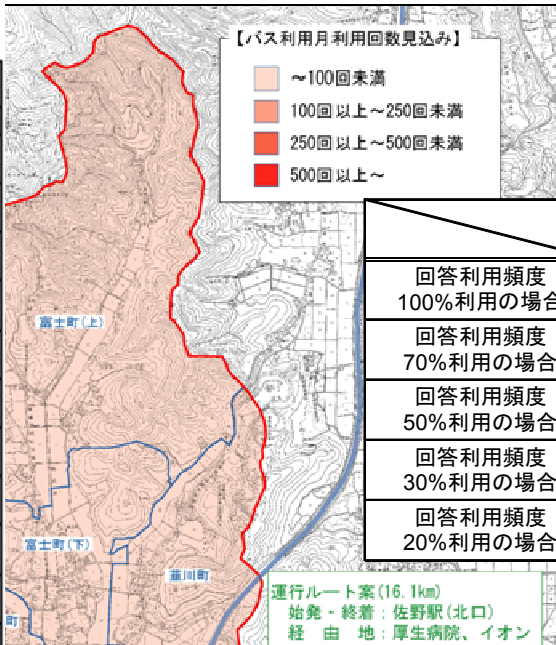 【バス利用月利用回数見込み】
～100回未満
100回以上～250回未満
250回以上～500回未満
500回以上～
回答利用頻度
100%利用の場合
回答利用頻度
70%利用の場合
回答利用頻度
50%利用の場合
回答利用頻度
30%利用の場合
回答利用頻度
20%利用の場合
富士町(上)
富士町(下)
韮川町
町
運行ルート案(16.1km)
始発・終着：佐野駅(北口)
経 由 地：厚生病院、イオン